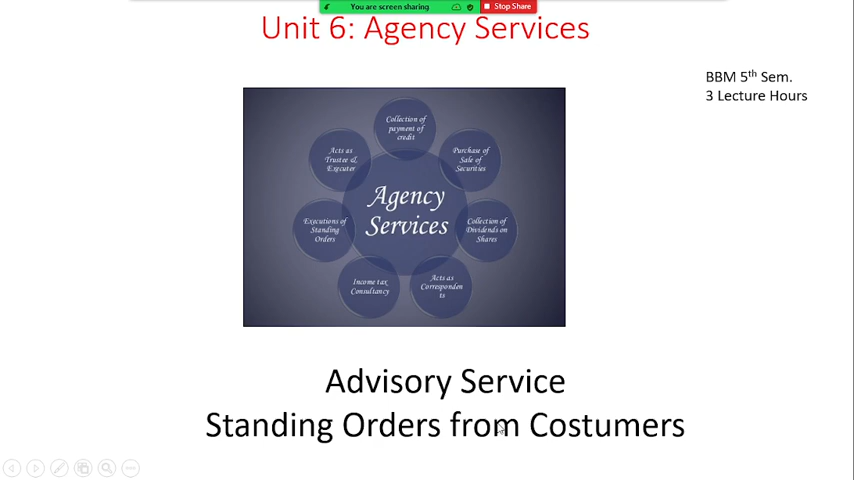 You are screen sharing
Stop Share
Unit 6: Agency Services
BBM 5th Sem.
3 Lecture Hours
Collection of
payment of
credit
Acts as
Trustee &
Executer
Purchase of
Sale of
Securities
Agency
Services
Executions of
Standing
Orders
Collection of
Dividends on
Shares
Income tax
Consultancy
Acts as
Corresponden
ts
Advisory Service
Standing Orders from Costumers